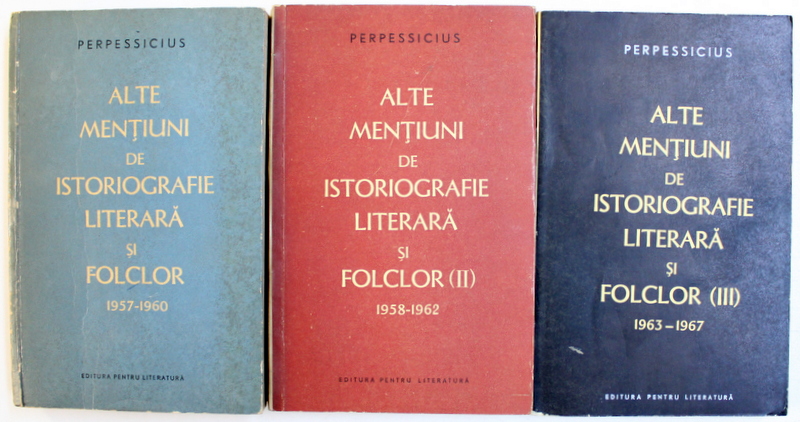 PERPESSICIUS
ALTE
MENȚIUNI
DE
ISTORIOGRAFIE
LITERARĂ
ȘI
FOLCLOR
1957-1960
EDITURA PENTRU LITERATURĂ
PERPESSICIUS
ALTE
MENȚIUNI
DE
ISTORIOGRAFIE
LITERARĂ
ȘI
FOLCLOR (II)
1958-1962
EDITURA PENTRU LITERATURĂ
PERPESSICIUS
ALTE
MENȚIUNI
DE
ISTORIOGRAFIE
LITERARĂ
ȘI
FOLCLOR (III)
1963-1967
EDITURA PENTRU LITERATURĂ